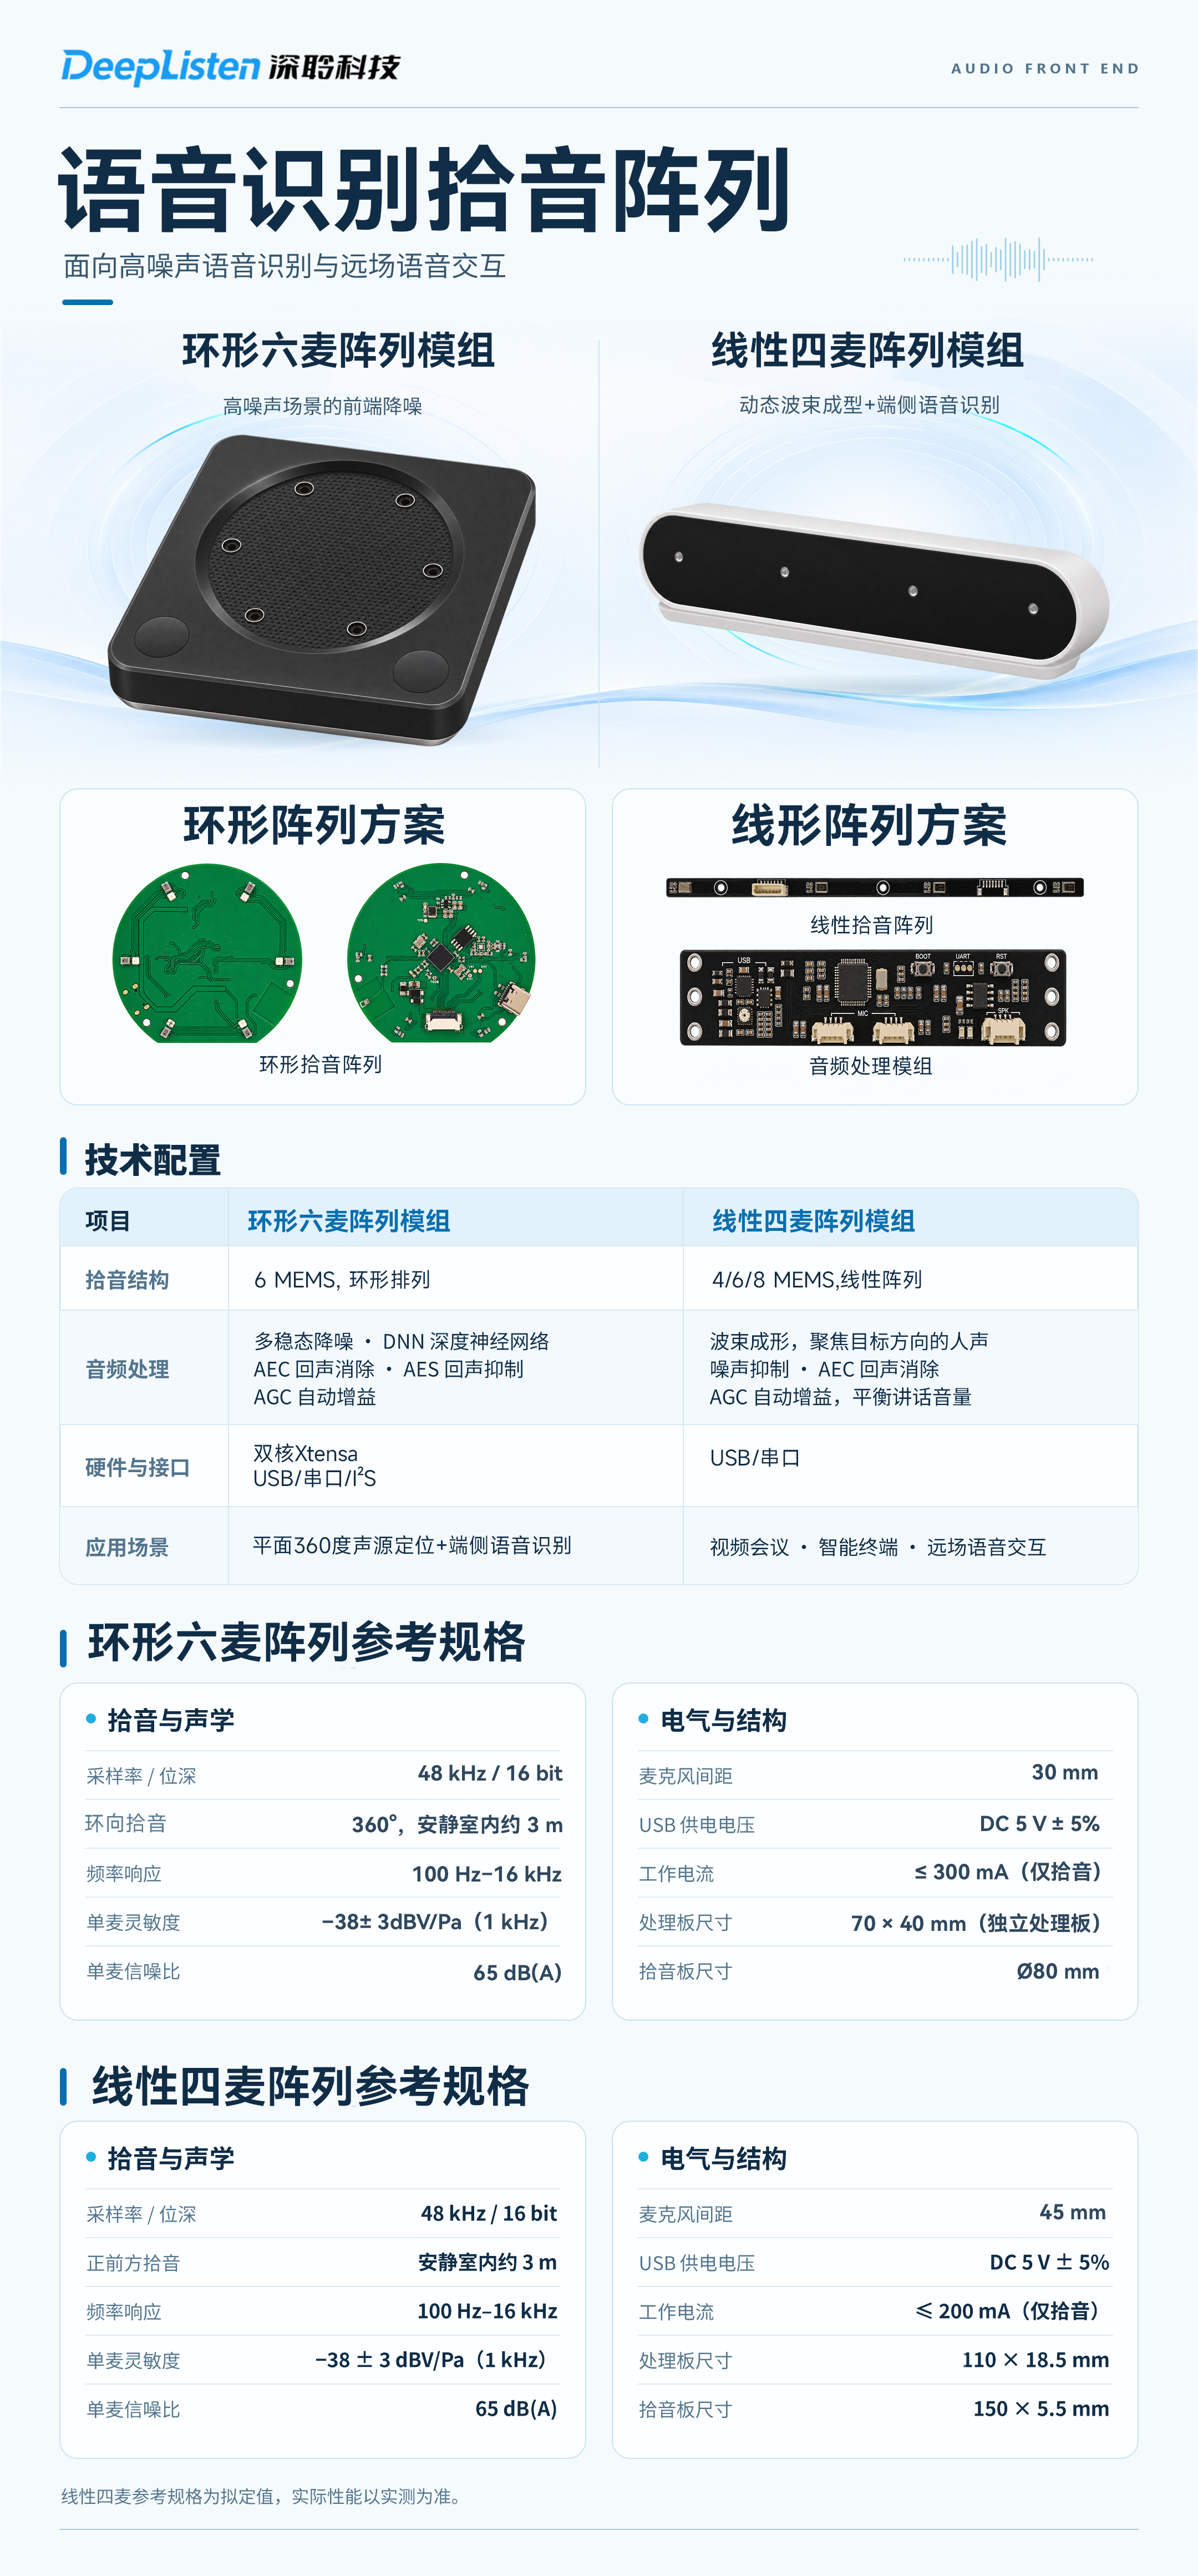 DeepListen 深聆科技
AUDIO FRONT END
语音识别拾音阵列
面向高噪声语音识别与远场语音交互
环形六麦阵列模组
高噪声场景的前端降噪
线性四麦阵列模组
动态波束成型+端侧语音识别
环形阵列方案
环形拾音阵列
线形阵列方案
线性拾音阵列
USB
BOOT
UART
RST
MIC
SPK
音频处理模组
技术配置
项目
环形六麦阵列模组
线性四麦阵列模组
拾音结构
6 MEMS, 环形排列
4/6/8 MEMS,线性阵列
音频处理
多稳态降噪 · DNN 深度神经网络
AEC 回声消除 · AES 回声抑制
AGC 自动增益
波束成形，聚焦目标方向的人声
噪声抑制 · AEC 回声消除
AGC 自动增益，平衡讲话音量
硬件与接口
双核Xtensa
USB/串口/I²S
USB/串口
应用场景
平面360度声源定位+端侧语音识别
视频会议 · 智能终端 · 远场语音交互
环形六麦阵列参考规格
拾音与声学
采样率 / 位深
48 kHz / 16 bit
环向拾音
360°，安静室内约 3 m
频率响应
100 Hz–16 kHz
单麦灵敏度
−38± 3dBV/Pa（1 kHz）
单麦信噪比
65 dB(A)
电气与结构
麦克风间距
30 mm
USB 供电电压
DC 5 V ± 5%
工作电流
≤ 300 mA（仅拾音）
处理板尺寸
70 × 40 mm（独立处理板）
拾音板尺寸
Ø80 mm
线性四麦阵列参考规格
拾音与声学
采样率 / 位深
48 kHz / 16 bit
正前方拾音
安静室内约 3 m
频率响应
100 Hz–16 kHz
单麦灵敏度
−38 ± 3 dBV/Pa（1 kHz）
单麦信噪比
65 dB(A)
电气与结构
麦克风间距
45 mm
USB 供电电压
DC 5 V ± 5%
工作电流
≤ 200 mA（仅拾音）
处理板尺寸
110 × 18.5 mm
拾音板尺寸
150 × 5.5 mm
线性四麦参考规格为拟定值，实际性能以实测为准。